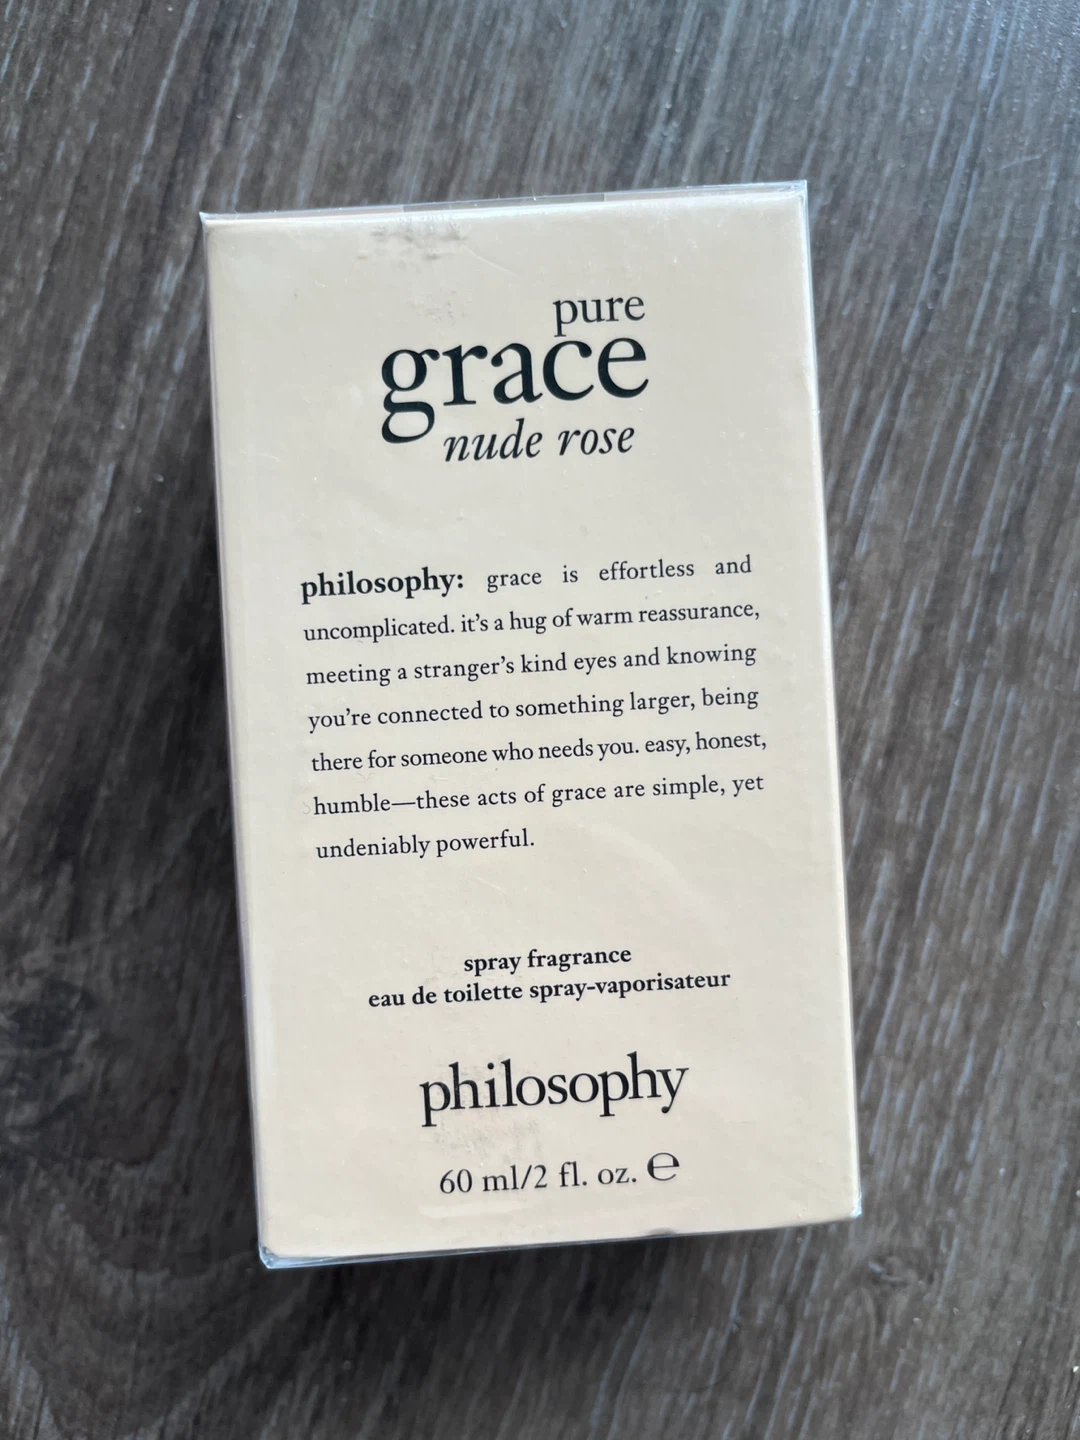 pure
grace
nude rose
philosophy: grace is effortless and
uncomplicated. it's a hug of warm reassurance,
meeting a stranger's kind eyes and knowing
you're connected to something larger, being
there for someone who needs you. easy, honest,
humble—these acts of grace are simple, yet
undeniably powerful.
spray fragrance
eau de toilette spray-vaporisateur
philosophy
60 ml/2 fl. oz. ℮